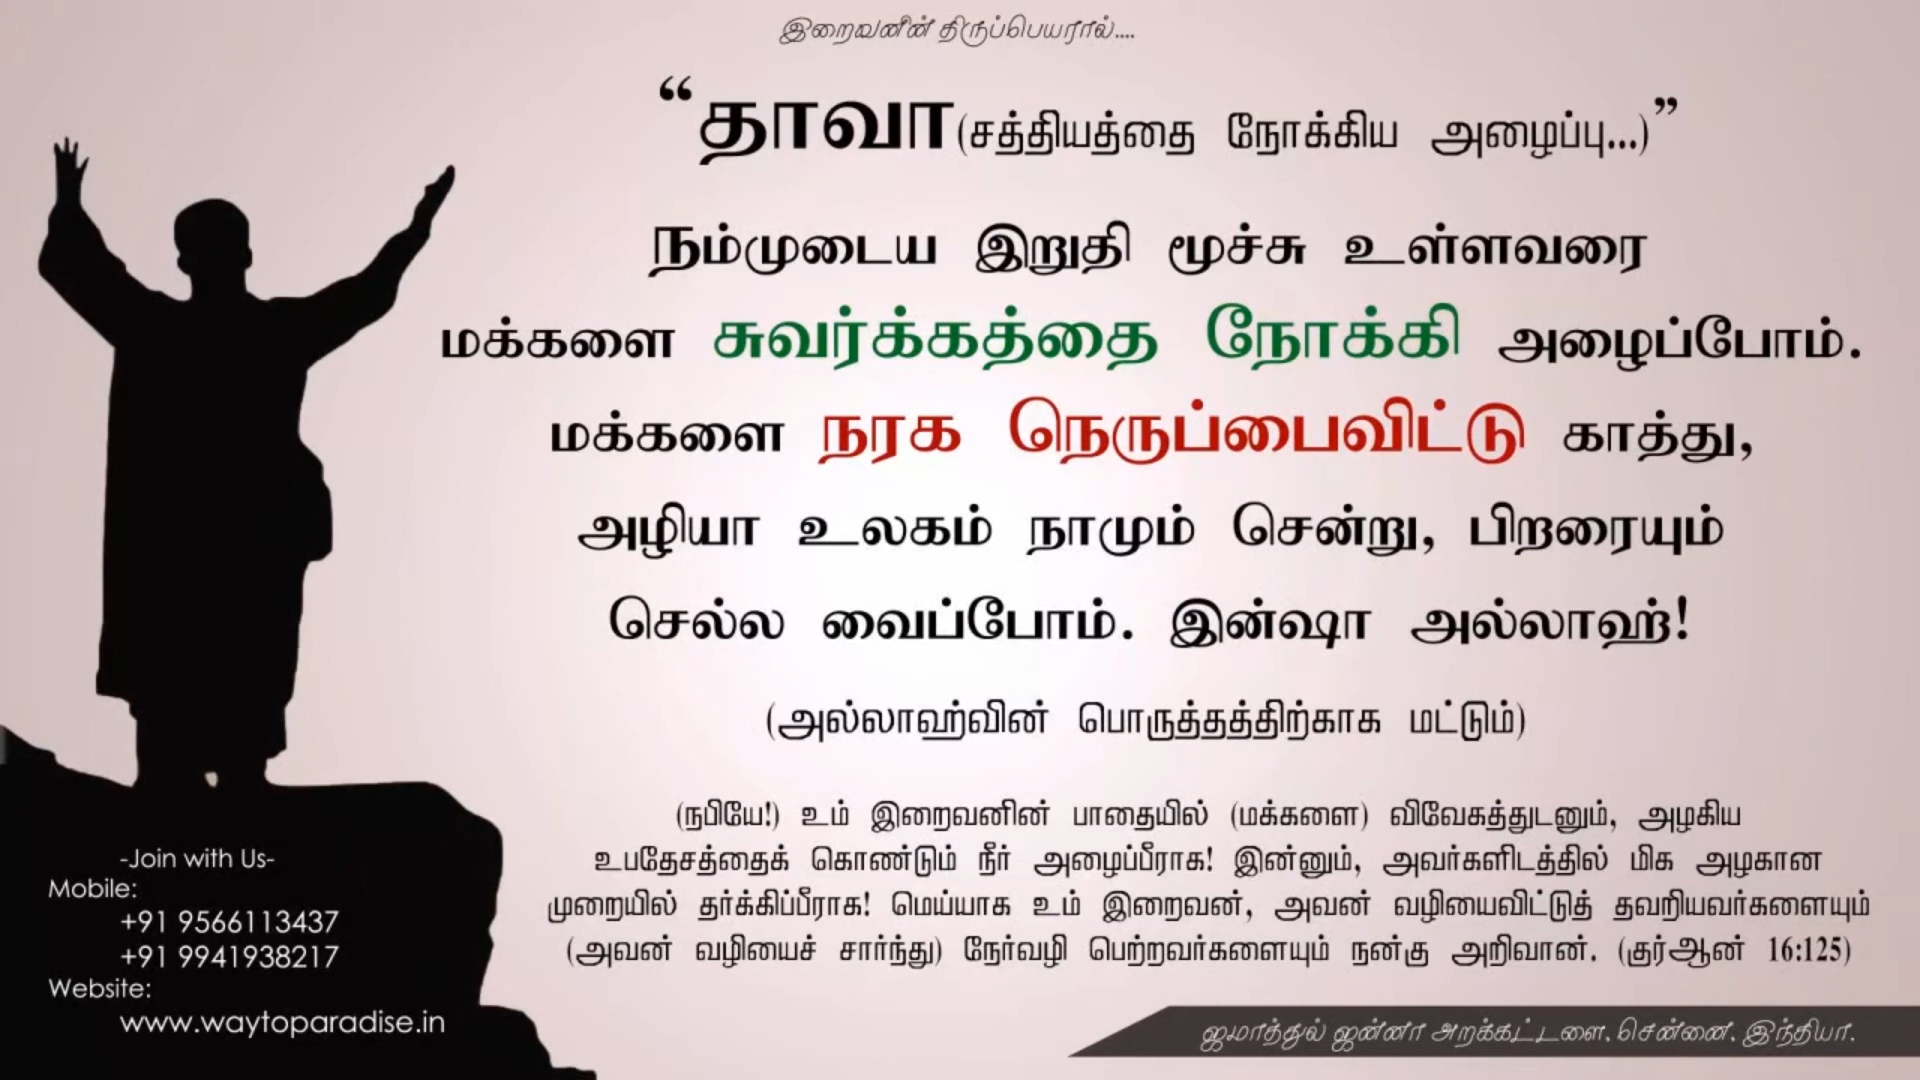 இறைவனின் திருப்பெயரால்....
“தாவா(சத்தியத்தை நோக்கிய அழைப்பு...)”
நம்முடைய இறுதி மூச்சு உள்ளவரை
மக்களை சுவர்க்கத்தை நோக்கி அழைப்போம்.
மக்களை நரக நெருப்பைவிட்டு காத்து,
அழியா உலகம் நாமும் சென்று, பிறரையும்
செல்ல வைப்போம். இன்ஷா அல்லாஹ்!
(அல்லாஹ்வின் பொருத்தத்திற்காக மட்டும்)
(நபியே!) உம் இறைவனின் பாதையில் (மக்களை) விவேகத்துடனும், அழகிய
உபதேசத்தைக் கொண்டும் நீர் அழைப்பீராக! இன்னும், அவர்களிடத்தில் மிக அழகான
முறையில் தர்க்கிப்பீராக! மெய்யாக உம் இறைவன், அவன் வழியைவிட்டுத் தவறியவர்களையும்
(அவன் வழியைச் சார்ந்து) நேர்வழி பெற்றவர்களையும் நன்கு அறிவான். (குர்ஆன் 16:125)
-Join with Us-
Mobile:
+91 9566113437
+91 9941938217
Website:
www.waytoparadise.in
ஜமாத்துல் ஜன்னா அறக்கட்டளை, சென்னை, இந்தியா.